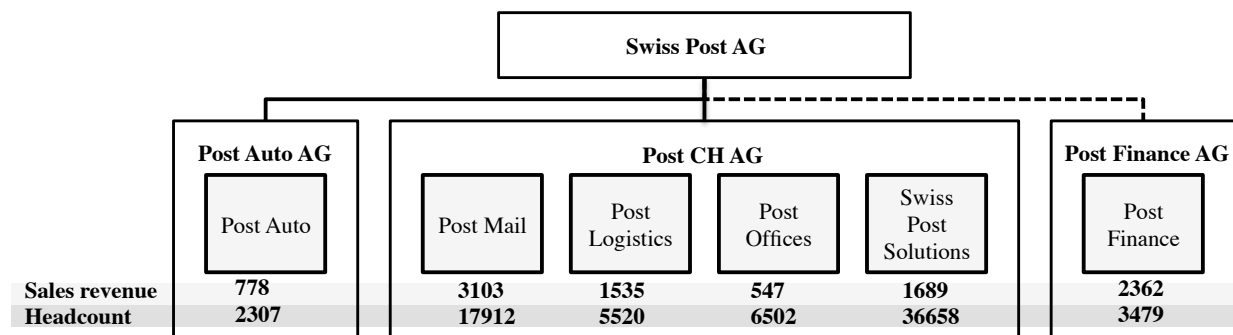 Swiss Post AG
Post Auto AG
Post CH AG
Post Finance AG
Post Auto
Post Mail
Post
Logistics
Post
Offices
Swiss
Post
Solutions
Post
Finance
Sales revenue 778 3103 1535 547 1689 2362
Headcount 2307 17912 5520 6502 36658 3479